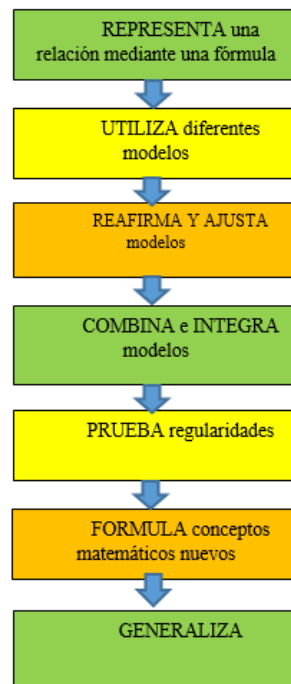 REPRESENTA una
relación mediante una fórmula
UTILIZA diferentes
modelos
REAFIRMA Y AJUSTA
modelos
COMBINA e INTEGRA
modelos
PRUEBA regularidades
FORMULA conceptos
matemáticos nuevos
GENERALIZA